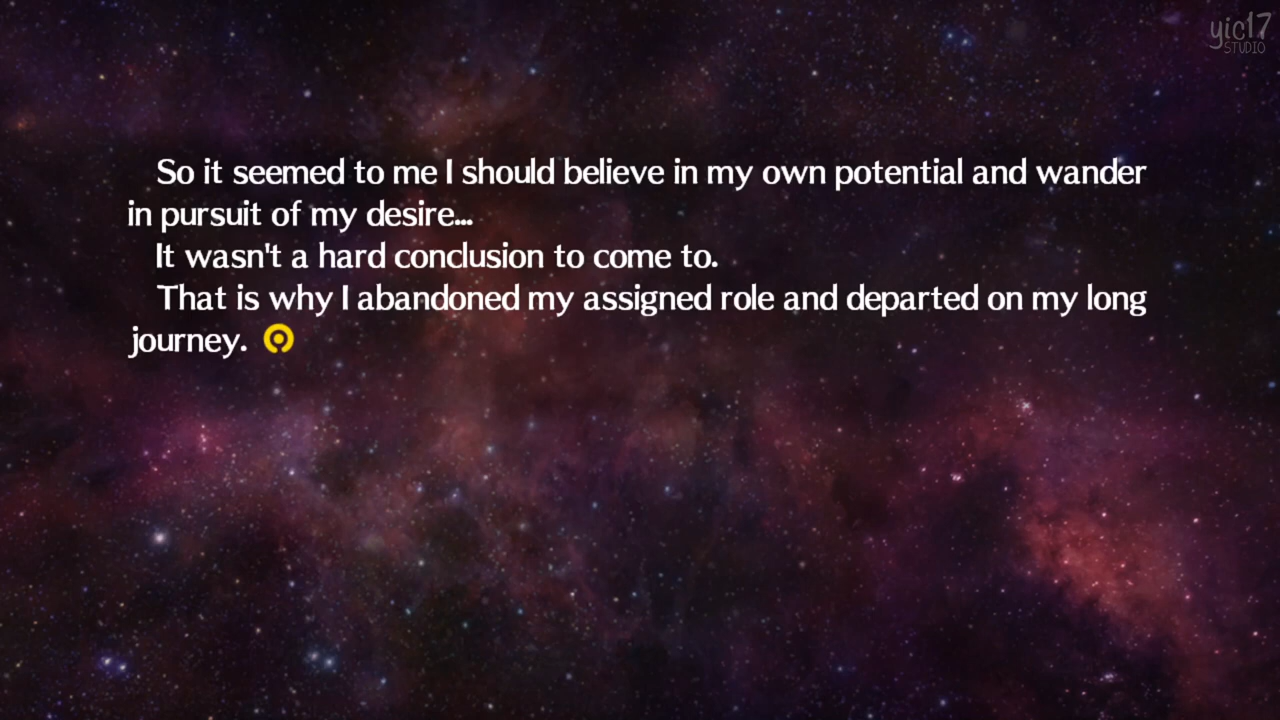 yic17
STUDIO
So it seemed to me I should believe in my own potential and wander
in pursuit of my desire...
It wasn't a hard conclusion to come to.
That is why I abandoned my assigned role and departed on my long
journey.